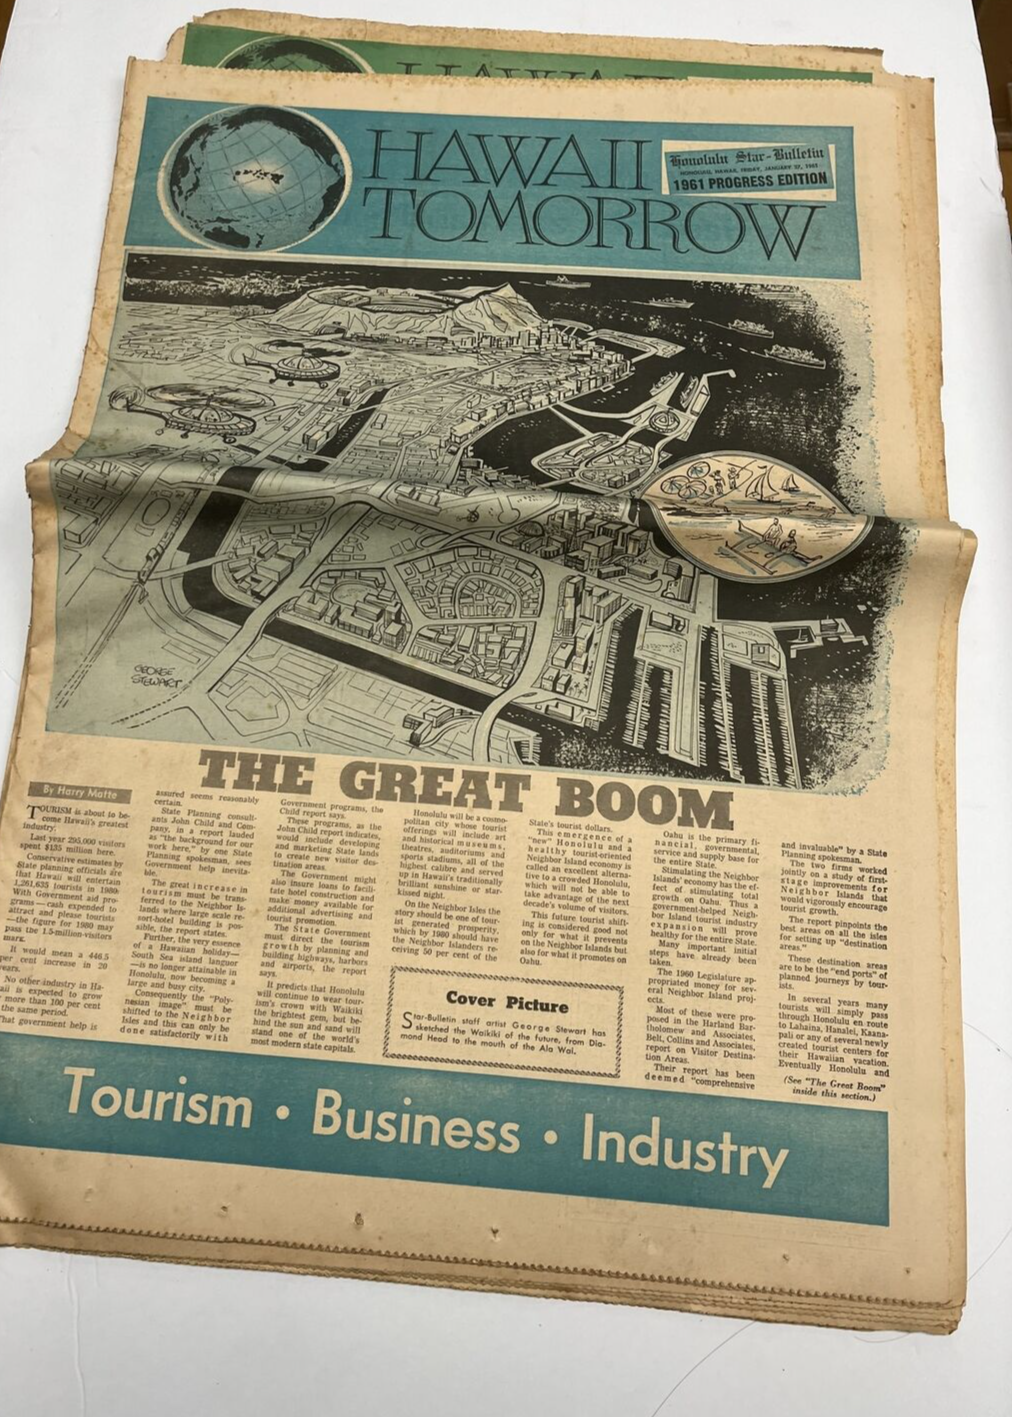 HAWAII
HAWAII
TOMORROW
Honolulu Star-Bulletin
HONOLULU, HAWAII, FRIDAY, JANUARY 27, 1961
1961 PROGRESS EDITION
GEORGE
STEWART
THE GREAT BOOM
By Harry Matte
TOURISM is about to be-
come Hawaii's greatest
industry.
Last year 295,000 visitors
spent $135 million here.
Conservative estimates by
State planning officials are
that Hawaii will entertain
1,261,635 tourists in 1980.
With Government aid pro-
grams—cash expended to
attract and please tourists
—the figure for 1980 may
pass the 1.5-million-visitors
mark.
It would mean a 446.5
per cent increase in 20
years.
No other industry in Ha-
waii is expected to grow
more than 100 per cent
the same period.
That government help is
assured seems reasonably
certain.
State Planning consult-
ants John Child and Com-
pany, in a report lauded
as "the background for our
work here," by one State
Planning spokesman, sees
Government help inevita-
ble.
The great increase in
tourism must be trans-
ferred to the Neighbor Is-
lands where large scale re-
sort-hotel building is pos-
sible, the report states.
Further, the very essence
of a Hawaiian holiday—
South Sea island languor
—is no longer attainable in
Honolulu, now becoming a
large and busy city.
Consequently the "Poly-
nesian image" must be
shifted to the Neighbor
Isles and this can only be
done satisfactorily with
Government programs, the
Child report says.
These programs, as the
John Child report indicates,
would include developing
and marketing State lands
to create new visitor des-
tination areas.
The Government might
also insure loans to facili-
tate hotel construction and
make money available for
additional advertising and
tourist promotion.
The State Government
must direct the tourism
growth by planning and
building highways, harbors
and airports, the report
says.
It predicts that Honolulu
will continue to wear tour-
ism's crown with Waikiki
the brightest gem, but be-
hind the sun and sand will
stand one of the world's
most modern state capitals.
Honolulu will be a cosmo-
politan city whose tourist
offerings will include art
and historical museums,
theatres, auditoriums and
sports stadiums, all of the
highest calibre and served
up in Hawaii's traditionally
brilliant sunshine or star-
kissed night.
On the Neighbor Isles the
story should be one of tour-
ist generated prosperity,
which by 1980 should have
the Neighbor Islanders re-
ceiving 50 per cent of the
State's tourist dollars.
This emergence of a
"new" Honolulu and a
healthy tourist-oriented
Neighbor Island economy is
called an excellent alterna-
tive to a crowded Honolulu,
which will not be able to
take advantage of the next
decade's volume of visitors.
This future tourist shift-
ing is considered good not
only for what it prevents
on the Neighbor Islands but
also for what it promotes on
Oahu.
Cover Picture
Star-Bulletin staff artist George Stewart has
sketched the Waikiki of the future, from Dia-
mond Head to the mouth of the Ala Wai.
Oahu is the primary fi-
nancial, governmental,
service and supply base for
the entire State.
Stimulating the Neighbor
Islands' economy has the ef-
fect of stimulating total
growth on Oahu. Thus a
government-helped Neigh-
bor Island tourist industry
expansion will prove
healthy for the entire State.
Many important initial
steps have already been
taken.
The 1960 Legislature ap-
propriated money for sev-
eral Neighbor Island proj-
ects.
Most of these were pro-
posed in the Harland Bar-
tholomew and Associates,
Belt, Collins and Associates,
report on Visitor Destina-
tion Areas.
Their report has been
deemed "comprehensive
and invaluable" by a State
Planning spokesman.
The two firms worked
jointly on a study of first-
stage improvements for
Neighbor Islands that
would vigorously encourage
tourist growth.
The report pinpoints the
best areas on all the isles
for setting up "destination
areas."
These destination areas
are to be the "end ports" of
planned journeys by tour-
ists.
In several years many
tourists will simply pass
through Honolulu en route
to Lahaina, Hanalei, Kaana-
pali or any of several newly
created tourist centers for
their Hawaiian vacation.
Eventually Honolulu and
(See "The Great Boom"
inside this section.)
Tourism • Business • Industry